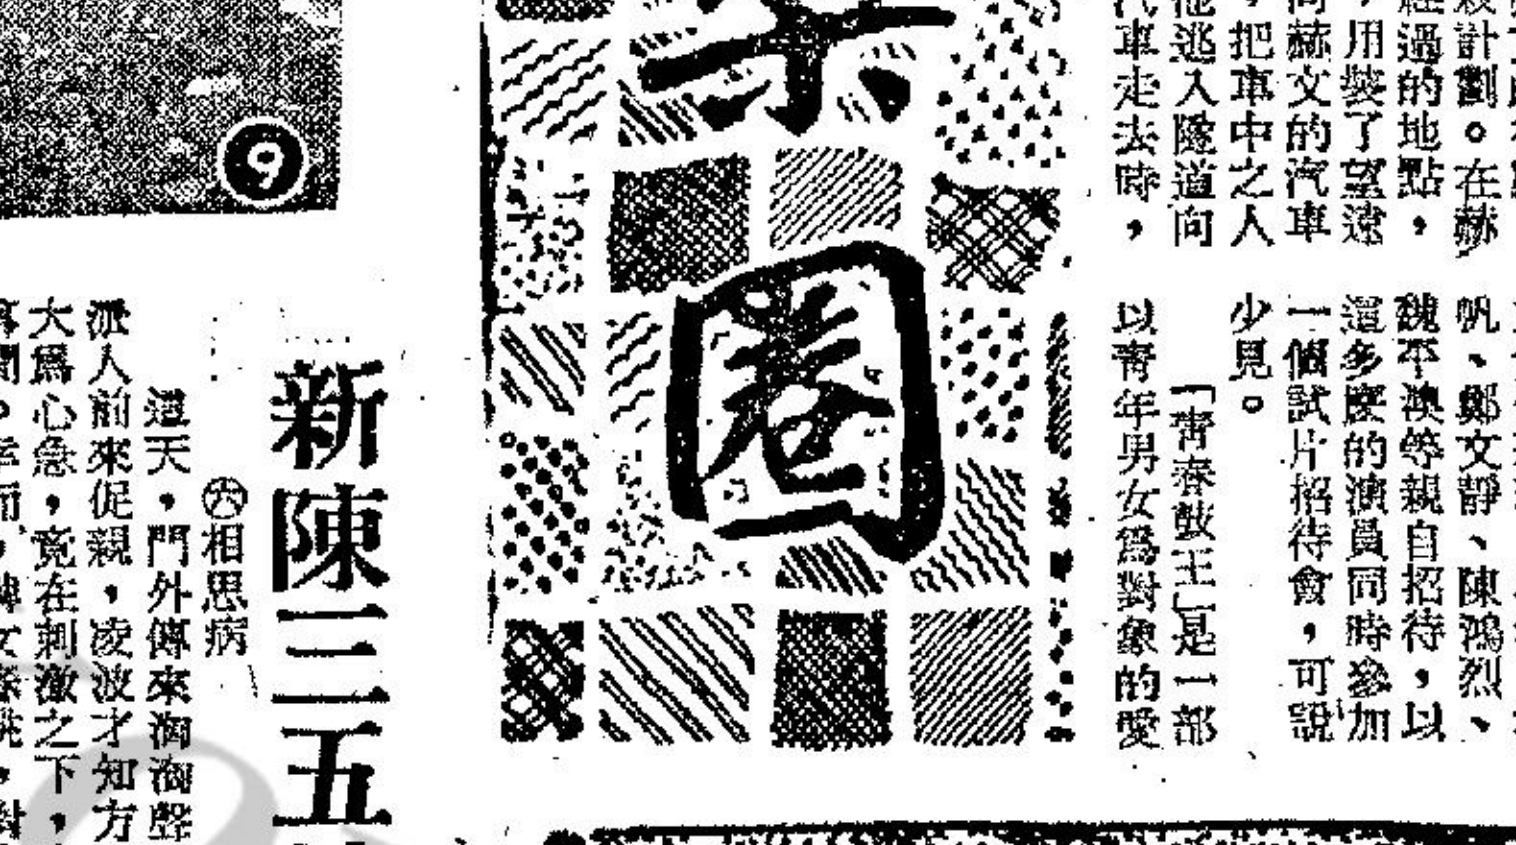 計劃。在赫
過的地點，
，用裝了望遠
赫文的汽車
，把車中之人
他逃入隧道向
車走去時，
帆、鄭文靜、陳鴻烈、
魏平澳等親自招待，以
這多麼的演員同時參加
一個試片招待會，可說
少見。
「青春鼓王」是一部
以青年男女爲對象的愛
圈
9
新陳三五
㊅相思病
這天，門外傳來聲
派人前來促親，凌波才知方
大爲心急，竟在刺激之下，